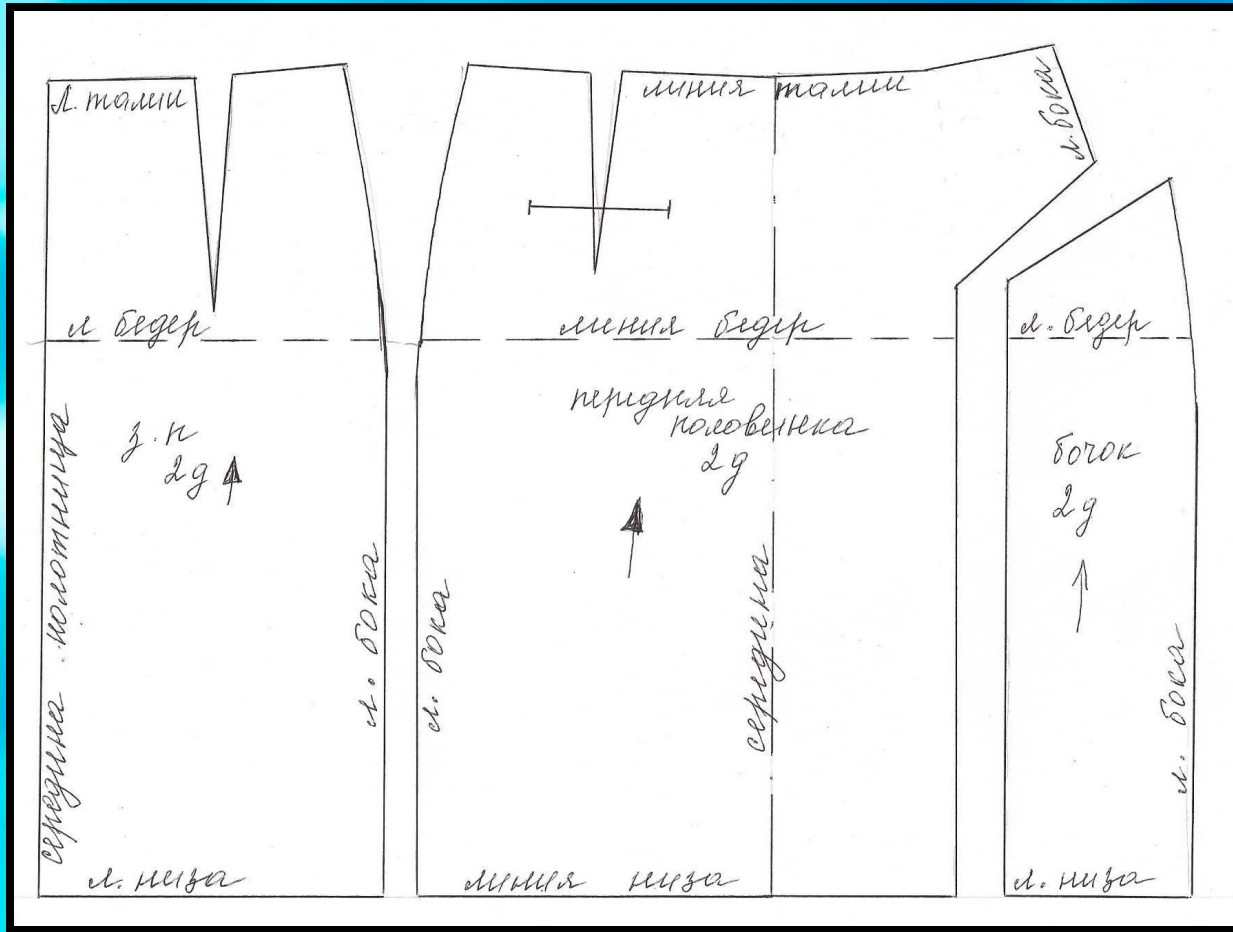 л. талии
л бедер
з. п
2д
середина полотнища
л. бока
л. низа
линия талии
линия бедер
передняя
половинка
2д
л. бока
середина
линия низа
л. бока
л. бедер
бочок
2д
л. бока
л. низа